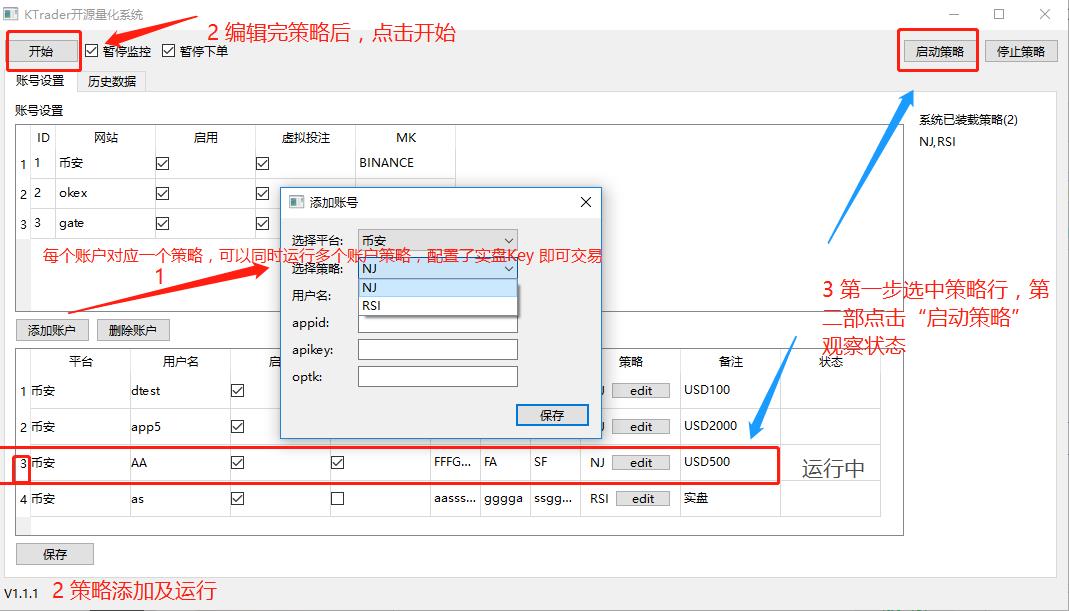 KTrader开源量化系统
2 编辑完策略后，点击开始
开始 暂停监控 暂停下单 启动策略 停止策略
账号设置 历史数据
账号设置
系统已装载策略(2)
NJ,RSI
ID 网站 启用 虚拟投注 MK
1 1 币安 BINANCE
2 2 okex
3 3 gate
添加账号
选择平台: 币安
每个账户对应一个策略，可以同时运行多个账户策略，配置了实盘Key 即可交易
1
选择策略: NJ
NJ
RSI
用户名:
appid:
apikey:
optk:
保存
3 第一步选中策略行，第
二部点击“启动策略”
观察状态
添加账户 删除账户
平台 用户名 策略 备注 状态
1 币安 dtest edit USD100
2 币安 app5 edit USD2000
3 币安 AA FFFG... FA SF NJ edit USD500 运行中
4 币安 as aasss... gggga ssgg... RSI edit 实盘
保存
V1.1.1 2 策略添加及运行